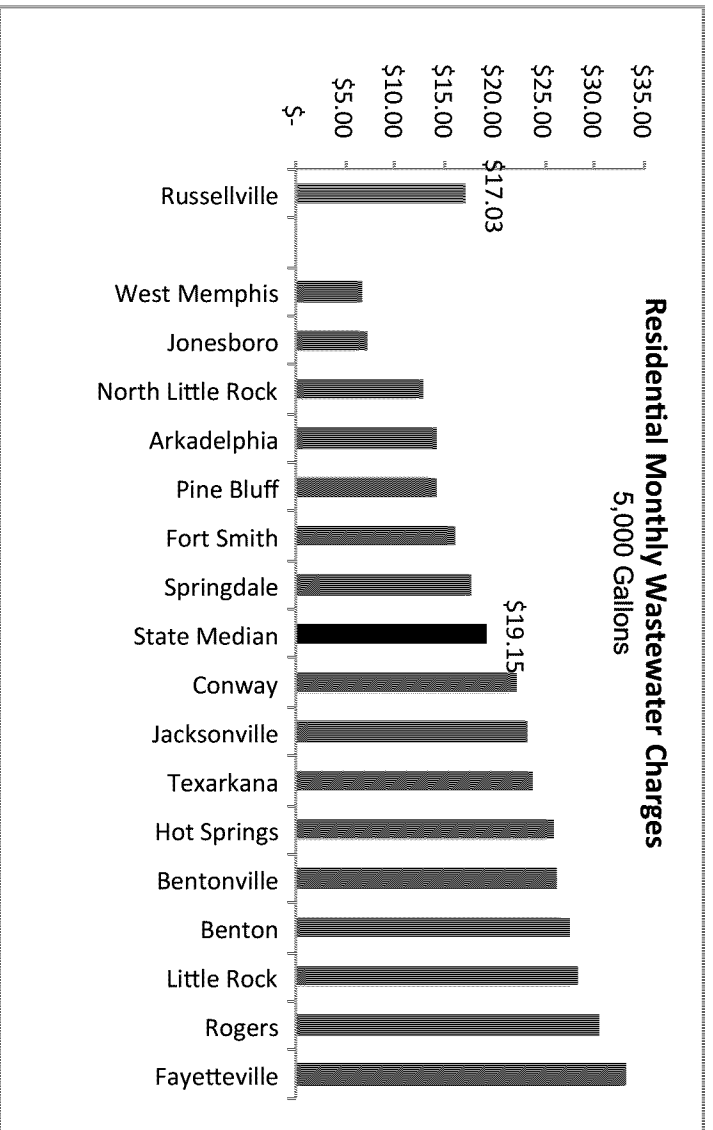 Residential Monthly Wastewater Charges
5,000 Gallons
$35.00
$30.00
$25.00
$20.00
$15.00
$10.00
$5.00
$-
$17.03
$19.15
Russellville
West Memphis
Jonesboro
North Little Rock
Arkadelphia
Pine Bluff
Fort Smith
Springdale
State Median
Conway
Jacksonville
Texarkana
Hot Springs
Bentonville
Benton
Little Rock
Rogers
Fayetteville